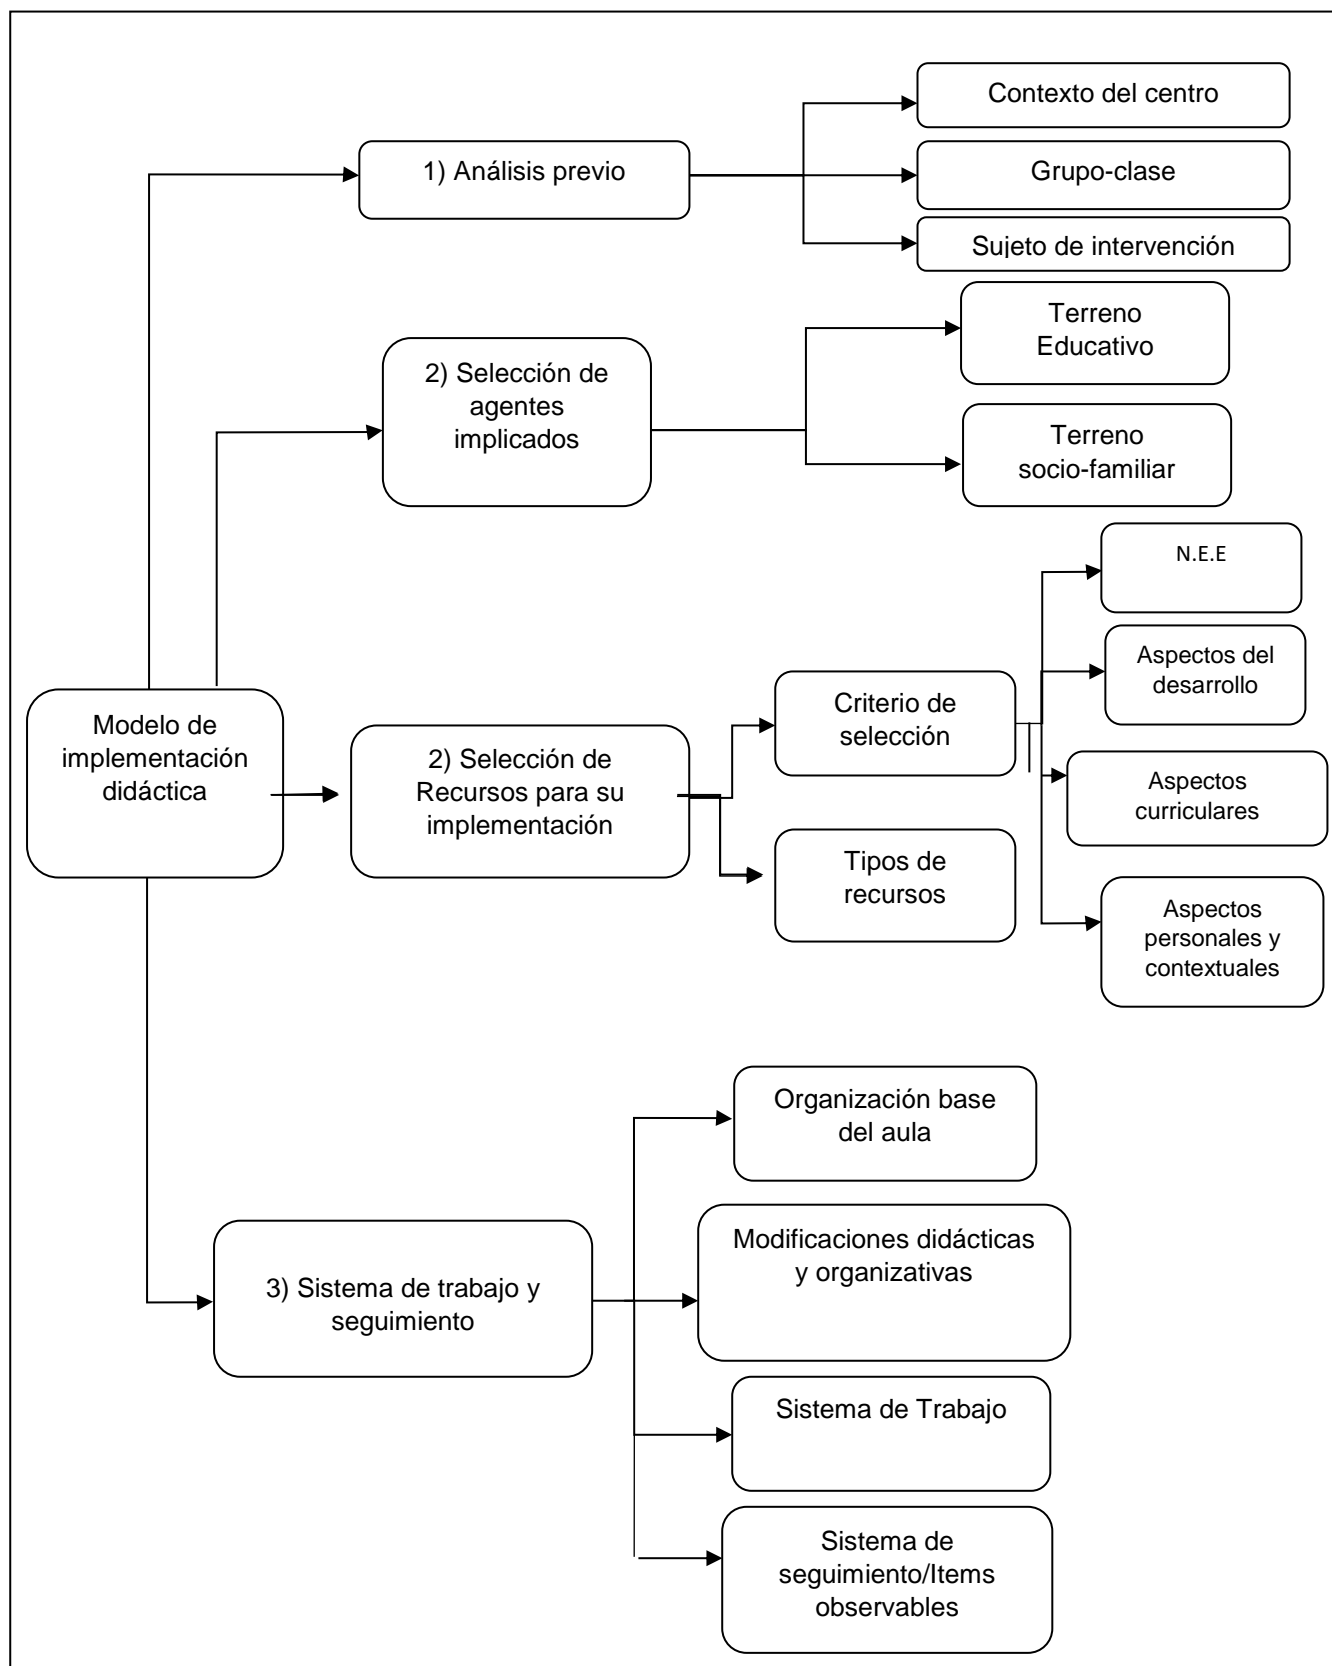 Contexto del centro
1) Análisis previo
Grupo-clase
Sujeto de intervención
Terreno
Educativo
2) Selección de
agentes
implicados
Terreno
socio-familiar
N.E.E
Aspectos del
desarrollo
Criterio de
selección
Modelo de
implementación
didáctica
2) Selección de
Recursos para su
implementación
Aspectos
curriculares
Tipos de
recursos
Aspectos
personales y
contextuales
Organización base
del aula
Modificaciones didácticas
y organizativas
3) Sistema de trabajo y
seguimiento
Sistema de Trabajo
Sistema de
seguimiento/Items
observables